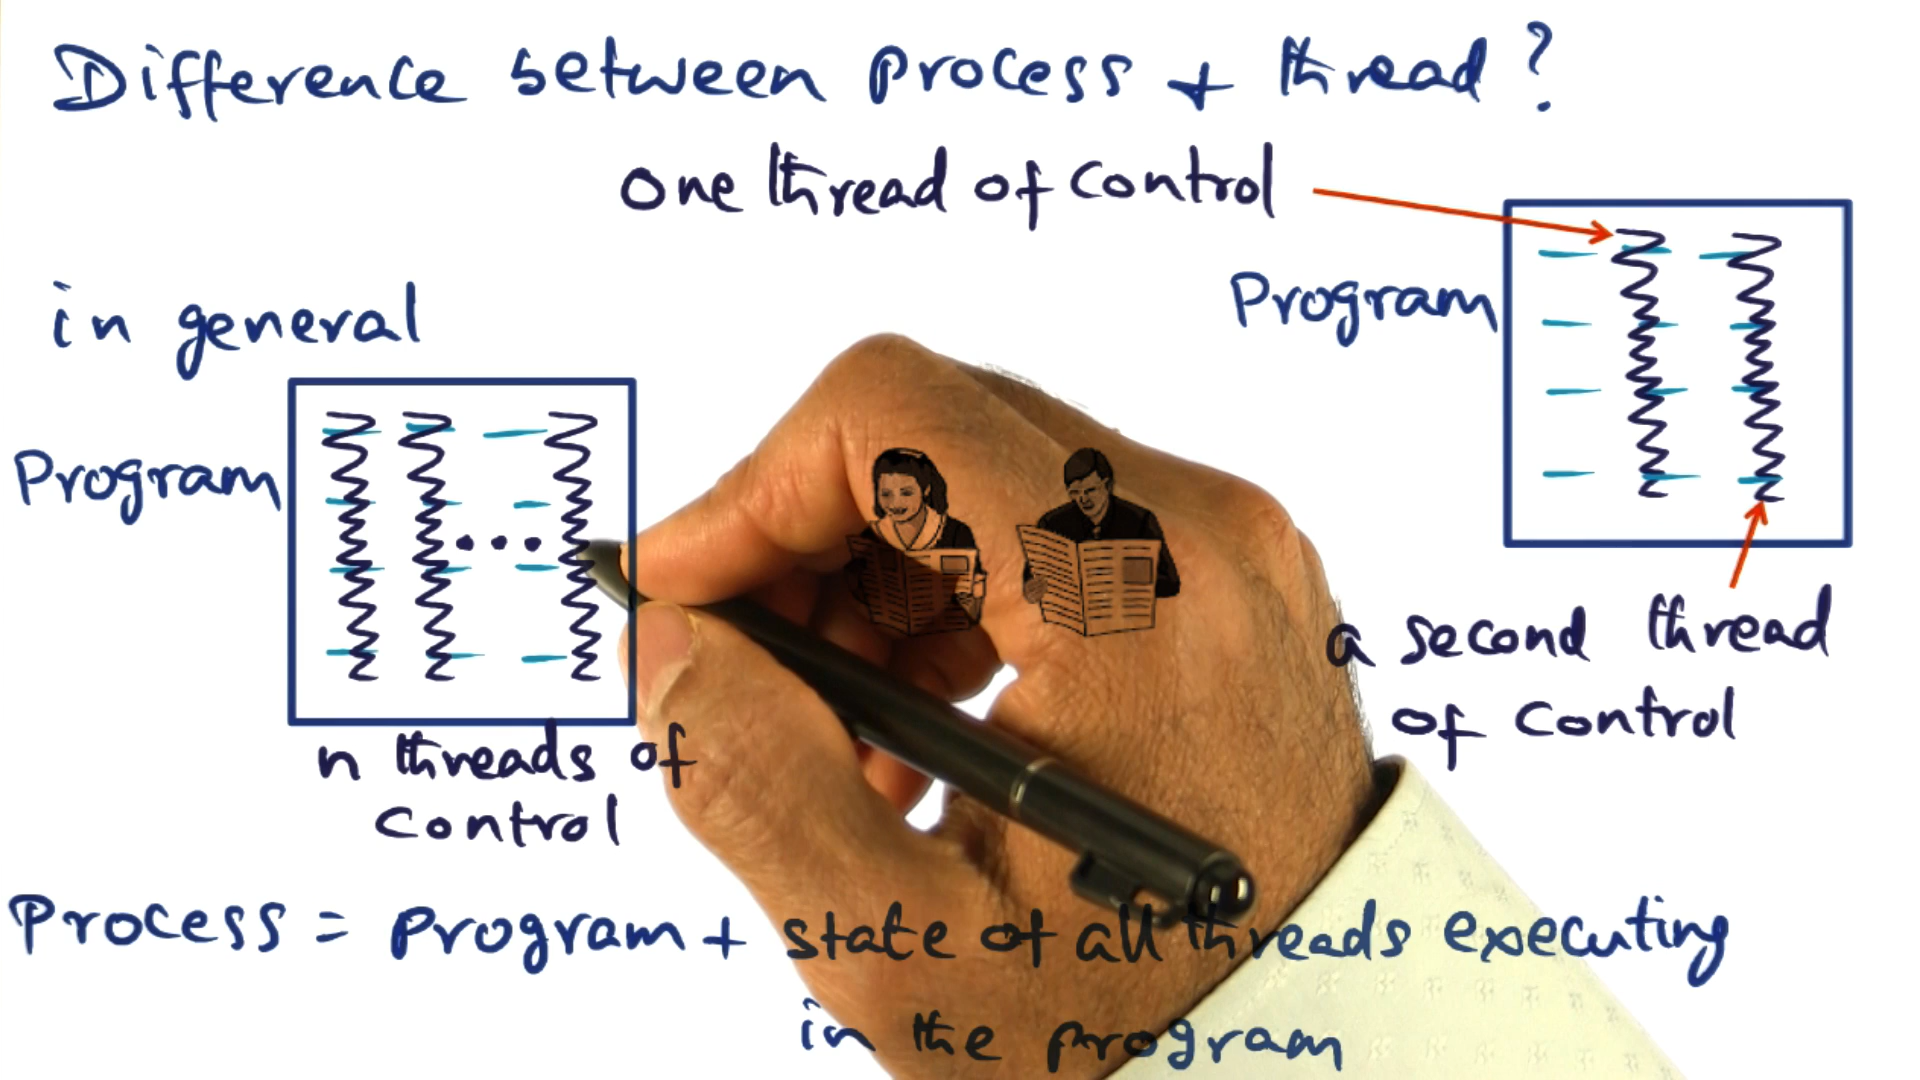 Difference between process + thread?
one thread of control
in general
Program
Program
a second thread
of control
n threads of
control
Process = program + state of all threads executing
in the program